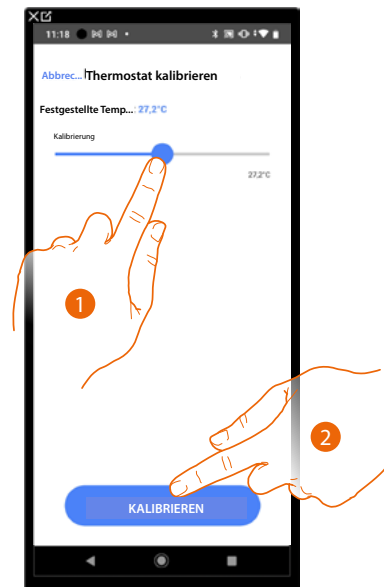 11:18
Abbrec... Thermostat kalibrieren
Festgestellte Temp...: 27,2°C
Kalibrierung
27,2°C
1
2
KALIBRIEREN